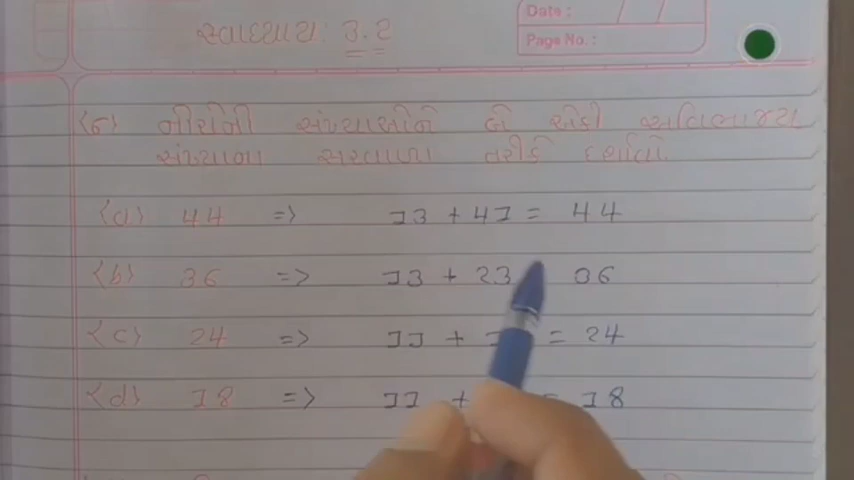 Date : / /
સ્વાધ્યાય 3.2
Page No. :
નીચેની સંખ્યાઓને બે એકી અવિભાજ્ય
સંખ્યાના સરવાળા તરીકે દર્શાવો
(a) 44 => 13 + 31 = 44
(b) 36 => 13 + 23 36
(c) 24 => 11 + = 24
(d) 18 => 11 + = 18